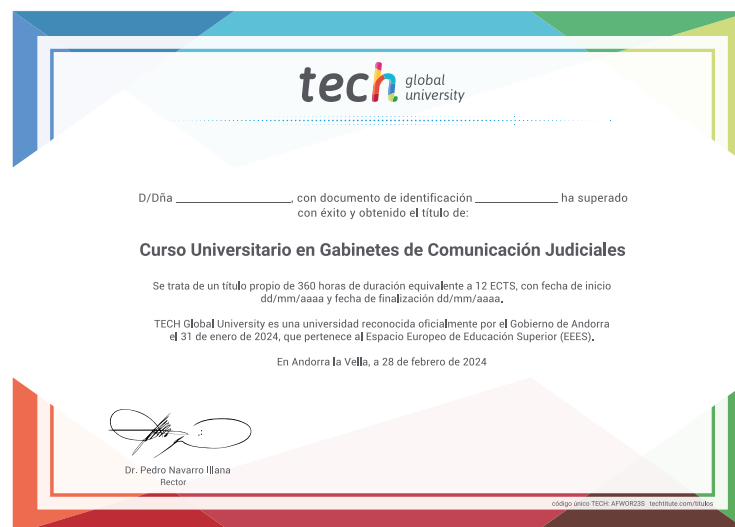 tech global university
D/Dña ______________, con documento de identificación __________ ha superado
con éxito y obtenido el título de:
Curso Universitario en Gabinetes de Comunicación Judiciales
Se trata de un título propio de 360 horas de duración equivalente a 12 ECTS, con fecha de inicio
dd/mm/aaaa y fecha de finalización dd/mm/aaaa.
TECH Global University es una universidad reconocida oficialmente por el Gobierno de Andorra
el 31 de enero de 2024, que pertenece al Espacio Europeo de Educación Superior (EEES).
En Andorra la Vella, a 28 de febrero de 2024
Dr. Pedro Navarro Illana
Rector
código único TECH: AFWOR23S techtitute.com/titulos